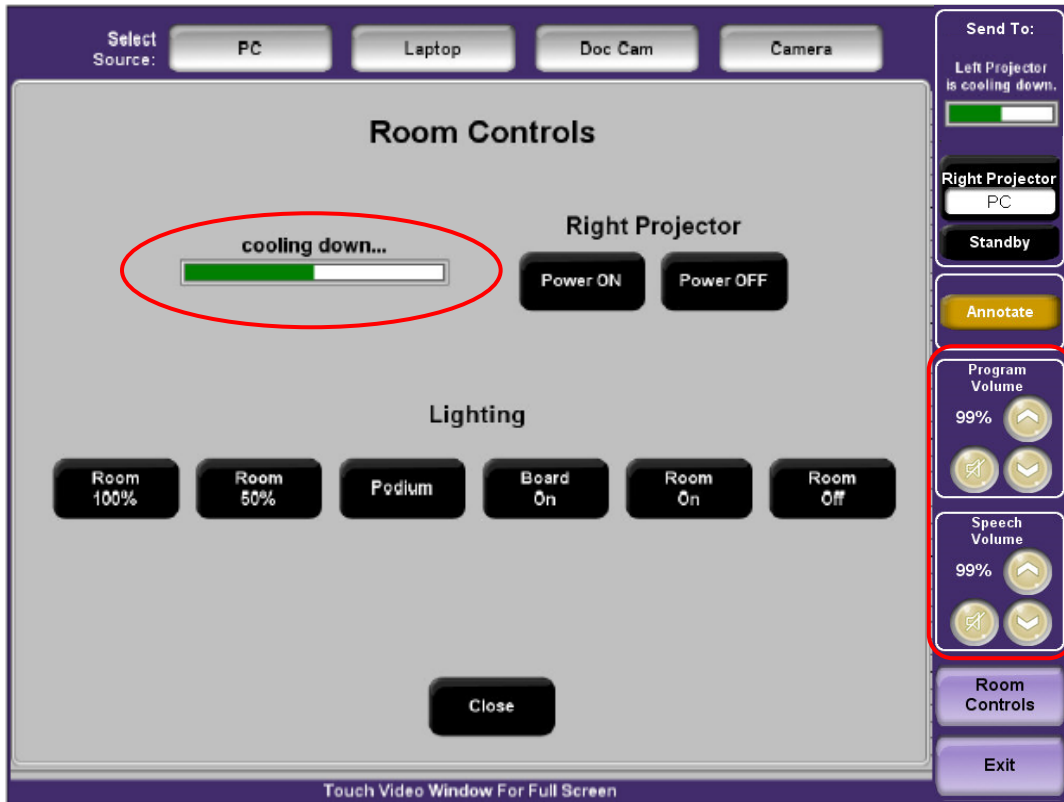 Select
Source:
PC
Laptop
Doc Cam
Camera
Room Controls
cooling down...
Right Projector
Power ON
Power OFF
Lighting
Room
100%
Room
50%
Podium
Board
On
Room
On
Room
Off
Close
Touch Video Window For Full Screen
Send To:
Left Projector
is cooling down.
Right Projector
PC
Standby
Annotate
Program
Volume
99%
Speech
Volume
99%
Room
Controls
Exit